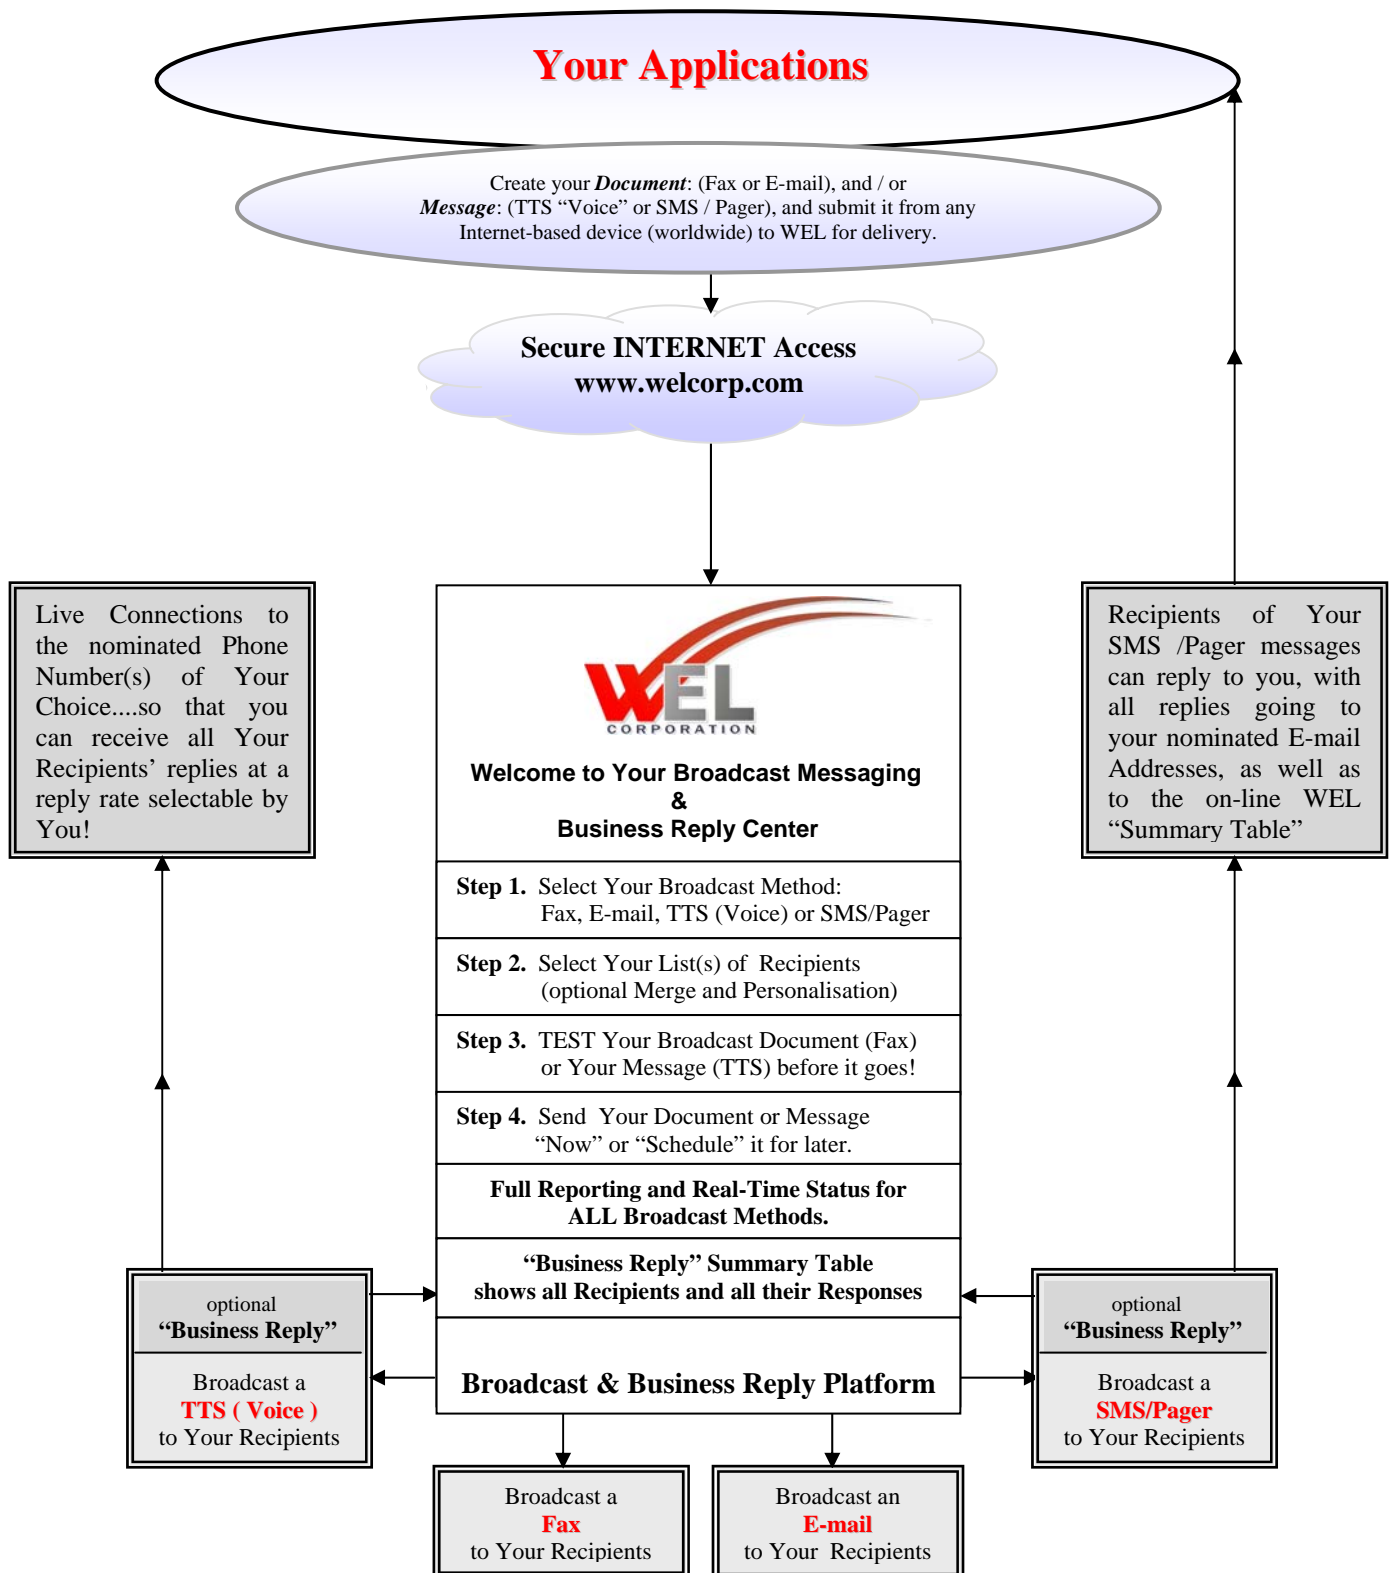 Your Applications
Create your Document: (Fax or E-mail), and / or
Message: (TTS “Voice” or SMS / Pager), and submit it from any
Internet-based device (worldwide) to WEL for delivery.
Secure INTERNET Access
www.welcorp.com
Live Connections to
the nominated Phone
Number(s) of Your
Choice....so that you
can receive all Your
Recipients’ replies at a
reply rate selectable by
You!
WEL
CORPORATION
Welcome to Your Broadcast Messaging
&
Business Reply Center
Recipients of Your
SMS /Pager messages
can reply to you, with
all replies going to
your nominated E-mail
Addresses, as well as
to the on-line WEL
“Summary Table”
Step 1. Select Your Broadcast Method:
Fax, E-mail, TTS (Voice) or SMS/Pager
Step 2. Select Your List(s) of Recipients
(optional Merge and Personalisation)
Step 3. TEST Your Broadcast Document (Fax)
or Your Message (TTS) before it goes!
Step 4. Send Your Document or Message
“Now” or “Schedule” it for later.
Full Reporting and Real-Time Status for
ALL Broadcast Methods.
“Business Reply” Summary Table
shows all Recipients and all their Responses
Broadcast & Business Reply Platform
optional
“Business Reply”
Broadcast a
TTS ( Voice )
to Your Recipients
optional
“Business Reply”
Broadcast a
SMS/Pager
to Your Recipients
Broadcast a
Fax
to Your Recipients
Broadcast an
E-mail
to Your Recipients